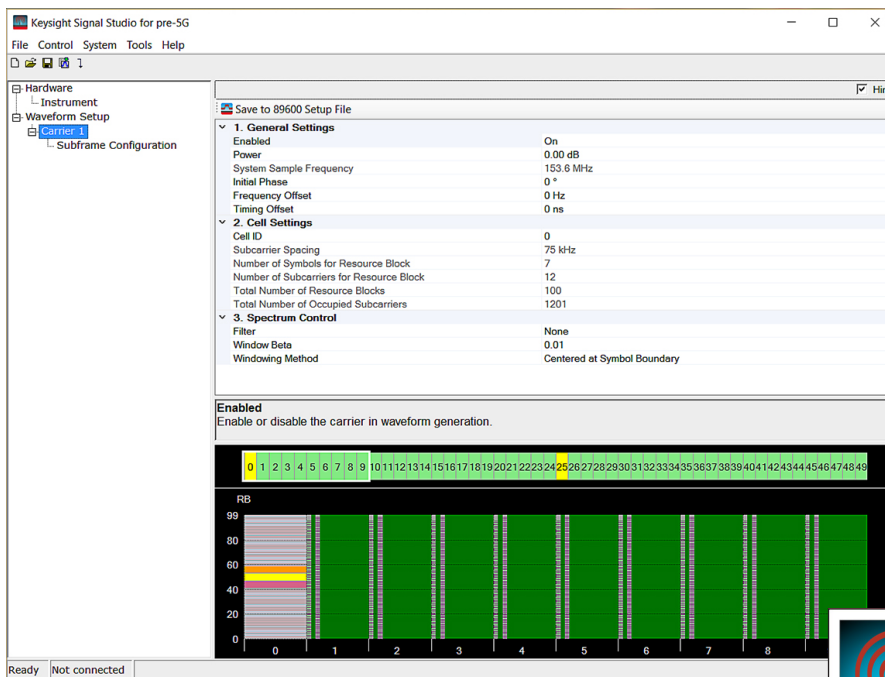 Keysight Signal Studio for pre-5G
File Control System Tools Help
Hardware
Instrument
Waveform Setup
Carrier 1
Subframe Configuration
Save to 89600 Setup File
1. General Settings
Enabled On
Power 0.00 dB
System Sample Frequency 153.6 MHz
Initial Phase 0 °
Frequency Offset 0 Hz
Timing Offset 0 ns
2. Cell Settings
Cell ID 0
Subcarrier Spacing 75 kHz
Number of Symbols for Resource Block 7
Number of Subcarriers for Resource Block 12
Total Number of Resource Blocks 100
Total Number of Occupied Subcarriers 1201
3. Spectrum Control
Filter None
Window Beta 0.01
Windowing Method Centered at Symbol Boundary
Enabled
Enable or disable the carrier in waveform generation.
0 1 2 3 4 5 6 7 8 9 10 11 12 13 14 15 16 17 18 19 20 21 22 23 24 25 26 27 28 29 30 31 32 33 34 35 36 37 38 39 40 41 42 43 44 45 46 47 48 49
RB
99
80
60
40
20
0
0 1 2 3 4 5 6 7 8
Ready Not connected